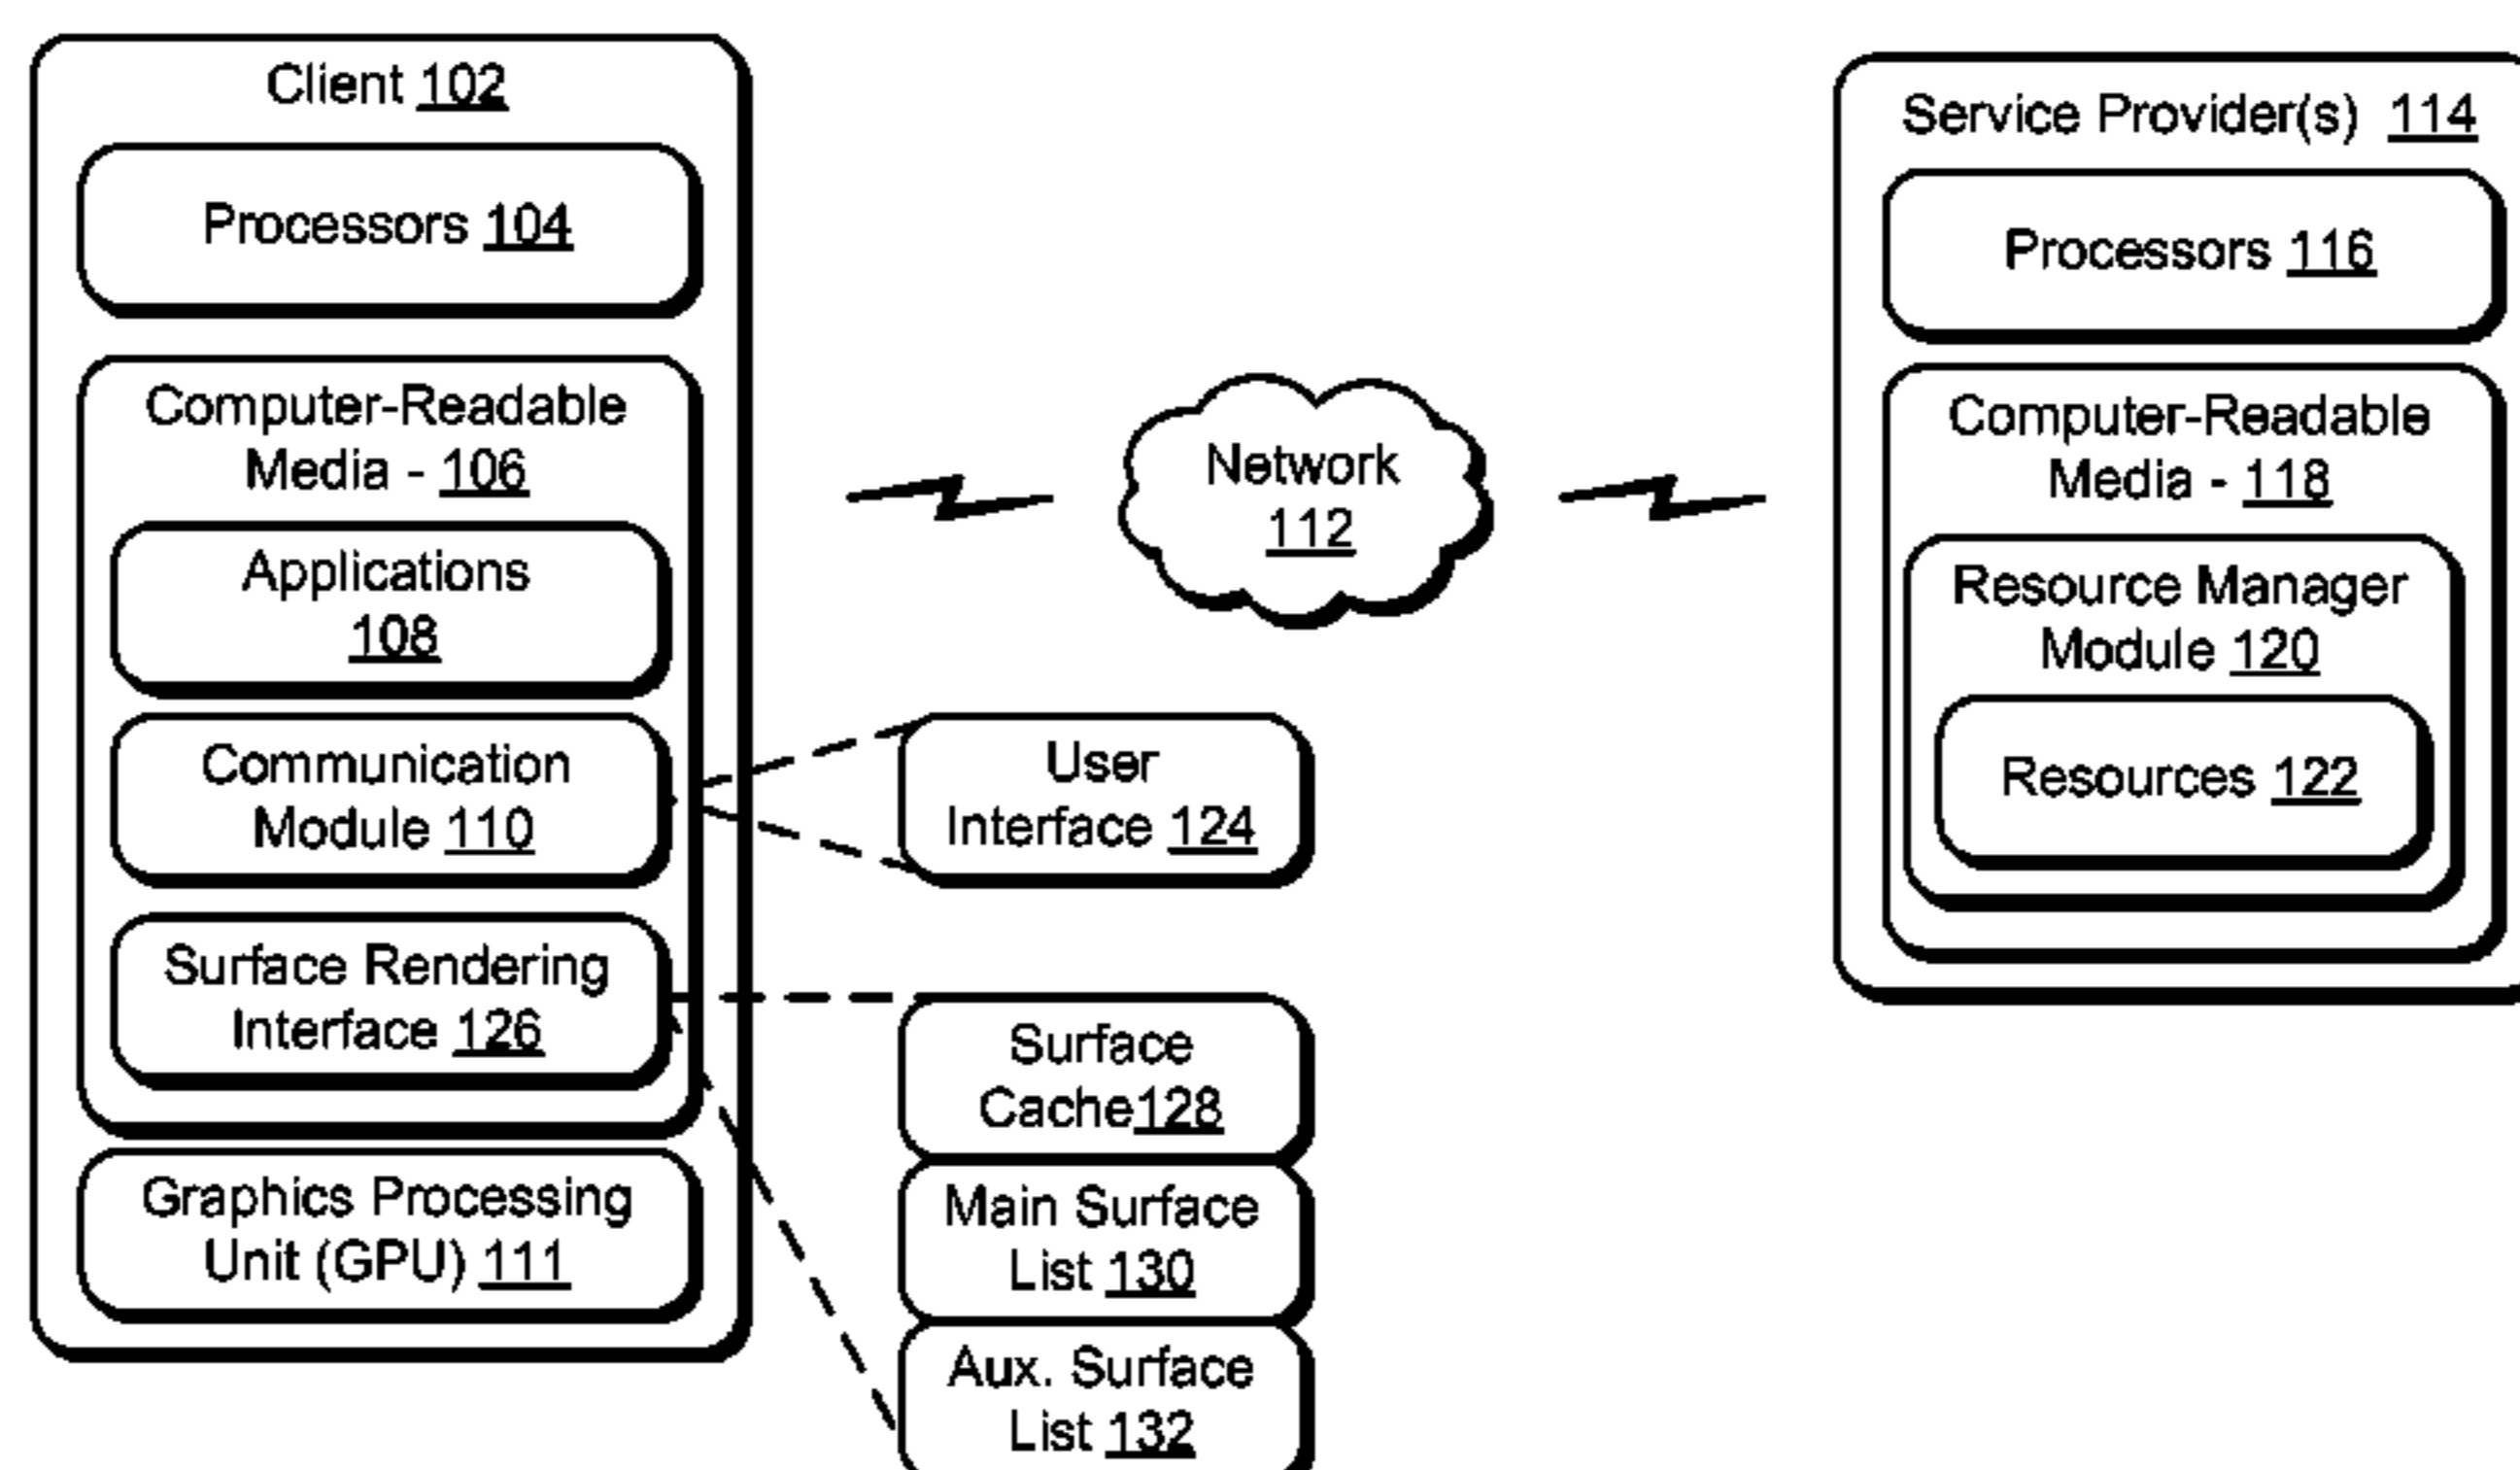 Client 102
Processors 104
Computer-Readable
Media - 106
Applications
108
Communication
Module 110
Surface Rendering
Interface 126
Graphics Processing
Unit (GPU) 111
Network
112
User
Interface 124
Surface
Cache128
Main Surface
List 130
Aux. Surface
List 132
Service Provider(s) 114
Processors 116
Computer-Readable
Media - 118
Resource Manager
Module 120
Resources 122